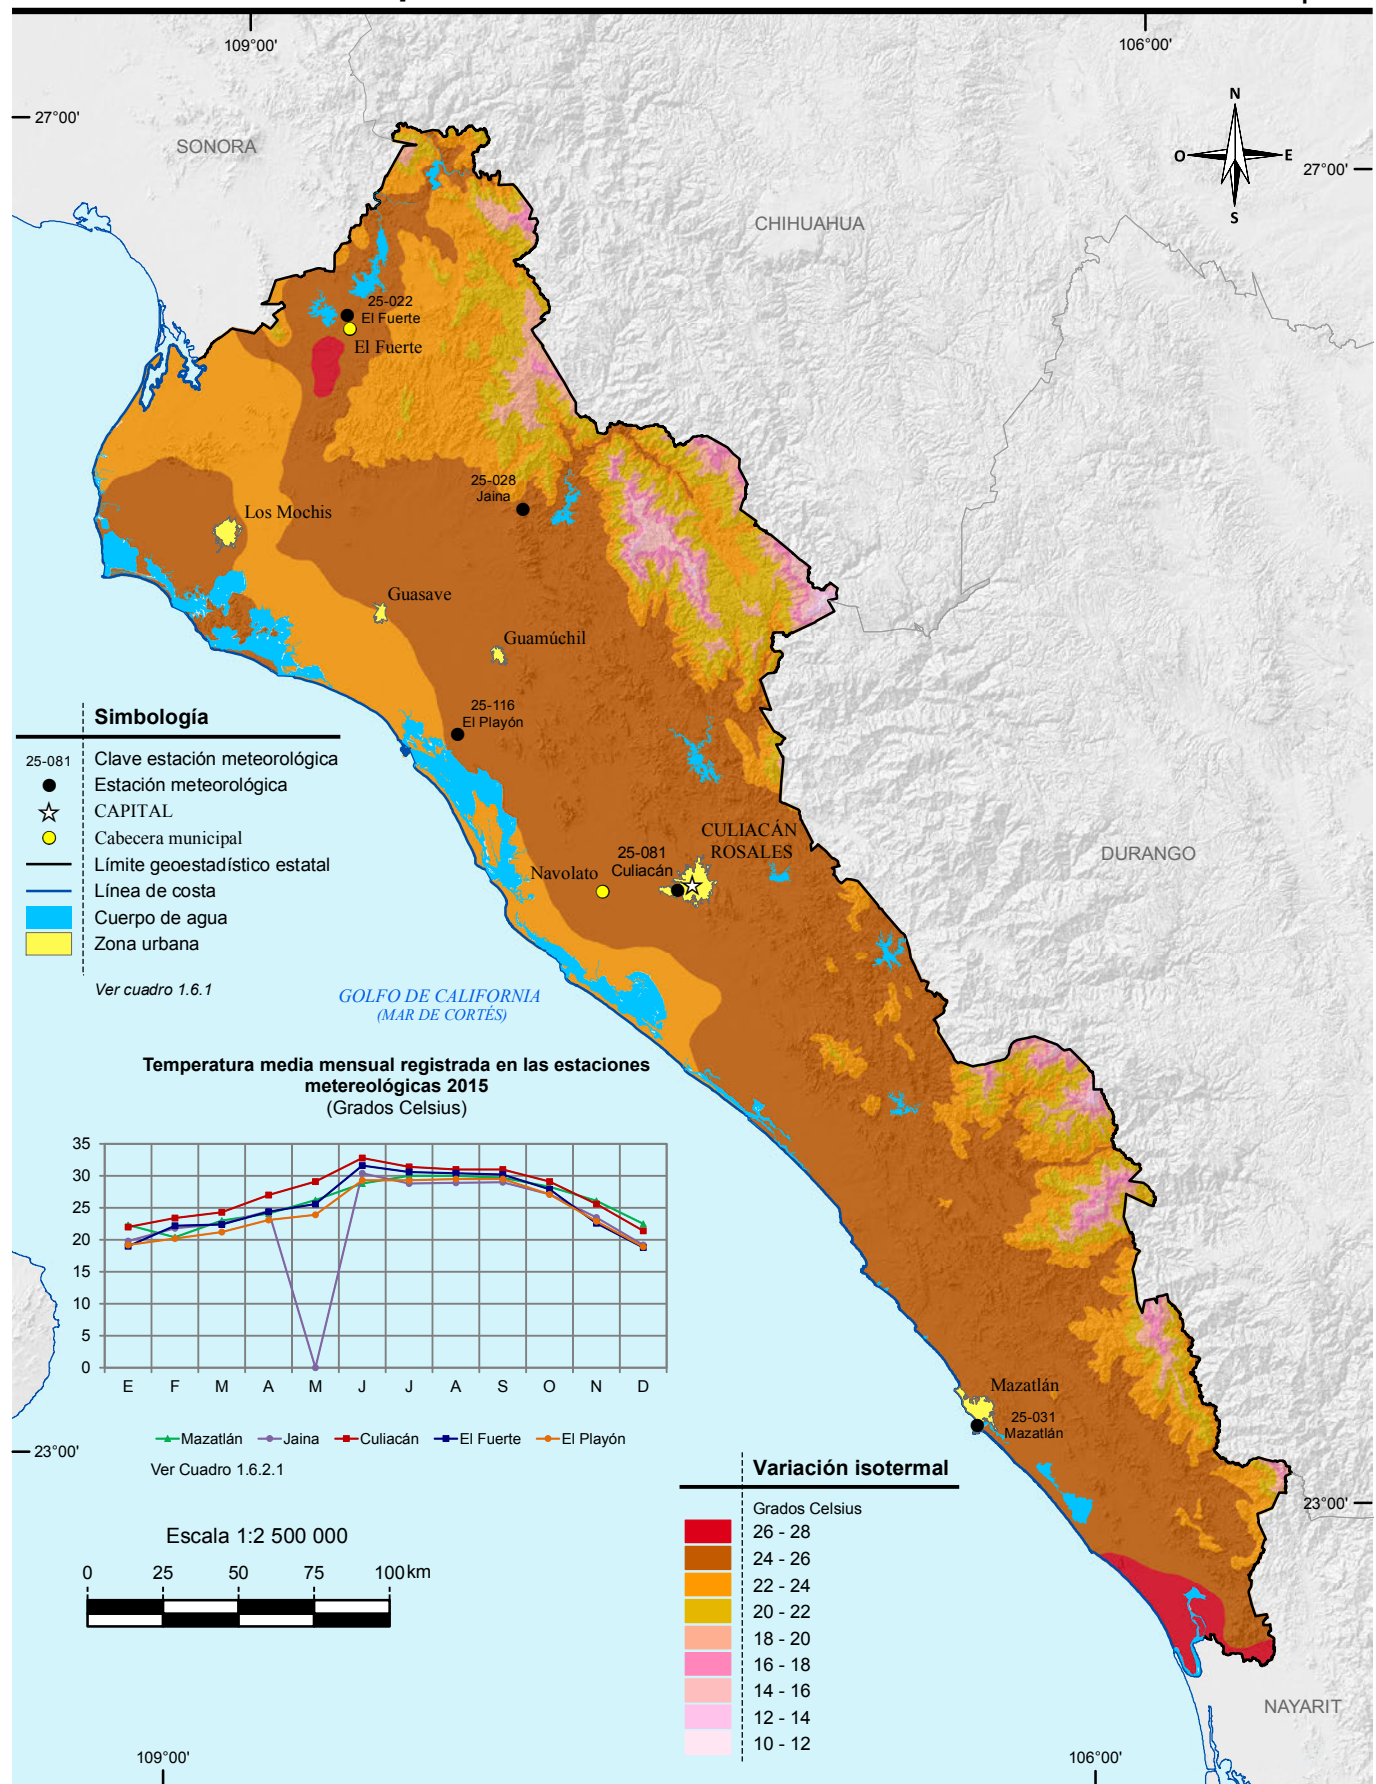 109°00'
106°00'
27°00'
27°00'
SONORA
CHIHUAHUA
N
O
E
S
25-022
El Fuerte
El Fuerte
25-028
Jaina
Los Mochis
Guasave
Guamúchil
25-116
El Playón
Simbología
25-081 Clave estación meteorológica
Estación meteorológica
CAPITAL
Cabecera municipal
Límite geoestadístico estatal
Línea de costa
Cuerpo de agua
Zona urbana
Ver cuadro 1.6.1
CULIACÁN
ROSALES
25-081
Culiacán
Navolato
DURANGO
GOLFO DE CALIFORNIA
(MAR DE CORTÉS)
Temperatura media mensual registrada en las estaciones
metereológicas 2015
(Grados Celsius)
35
30
25
20
15
10
5
0
E F M A M J J A S O N D
Mazatlán Jaina Culiacán El Fuerte El Playón
Ver Cuadro 1.6.2.1
Mazatlán
25-031
Mazatlán
23°00'
23°00'
Escala 1:2 500 000
0 25 50 75 100 km
Variación isotermal
Grados Celsius
26 - 28
24 - 26
22 - 24
20 - 22
18 - 20
16 - 18
14 - 16
12 - 14
10 - 12
NAYARIT
109°00'
106°00'